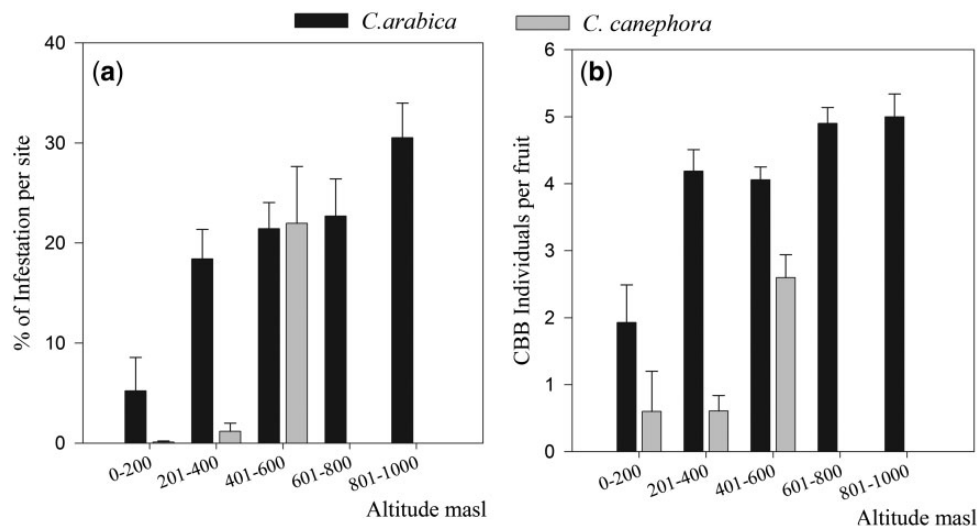 C.arabica
C. canephora
(a)
% of Infestation per site
40
30
20
10
0
0-200
201-400
401-600
601-800
801-1000
Altitude masl
(b)
CBB Individuals per fruit
6
5
4
3
2
1
0
0-200
201-400
401-600
601-800
801-1000
Altitude masl